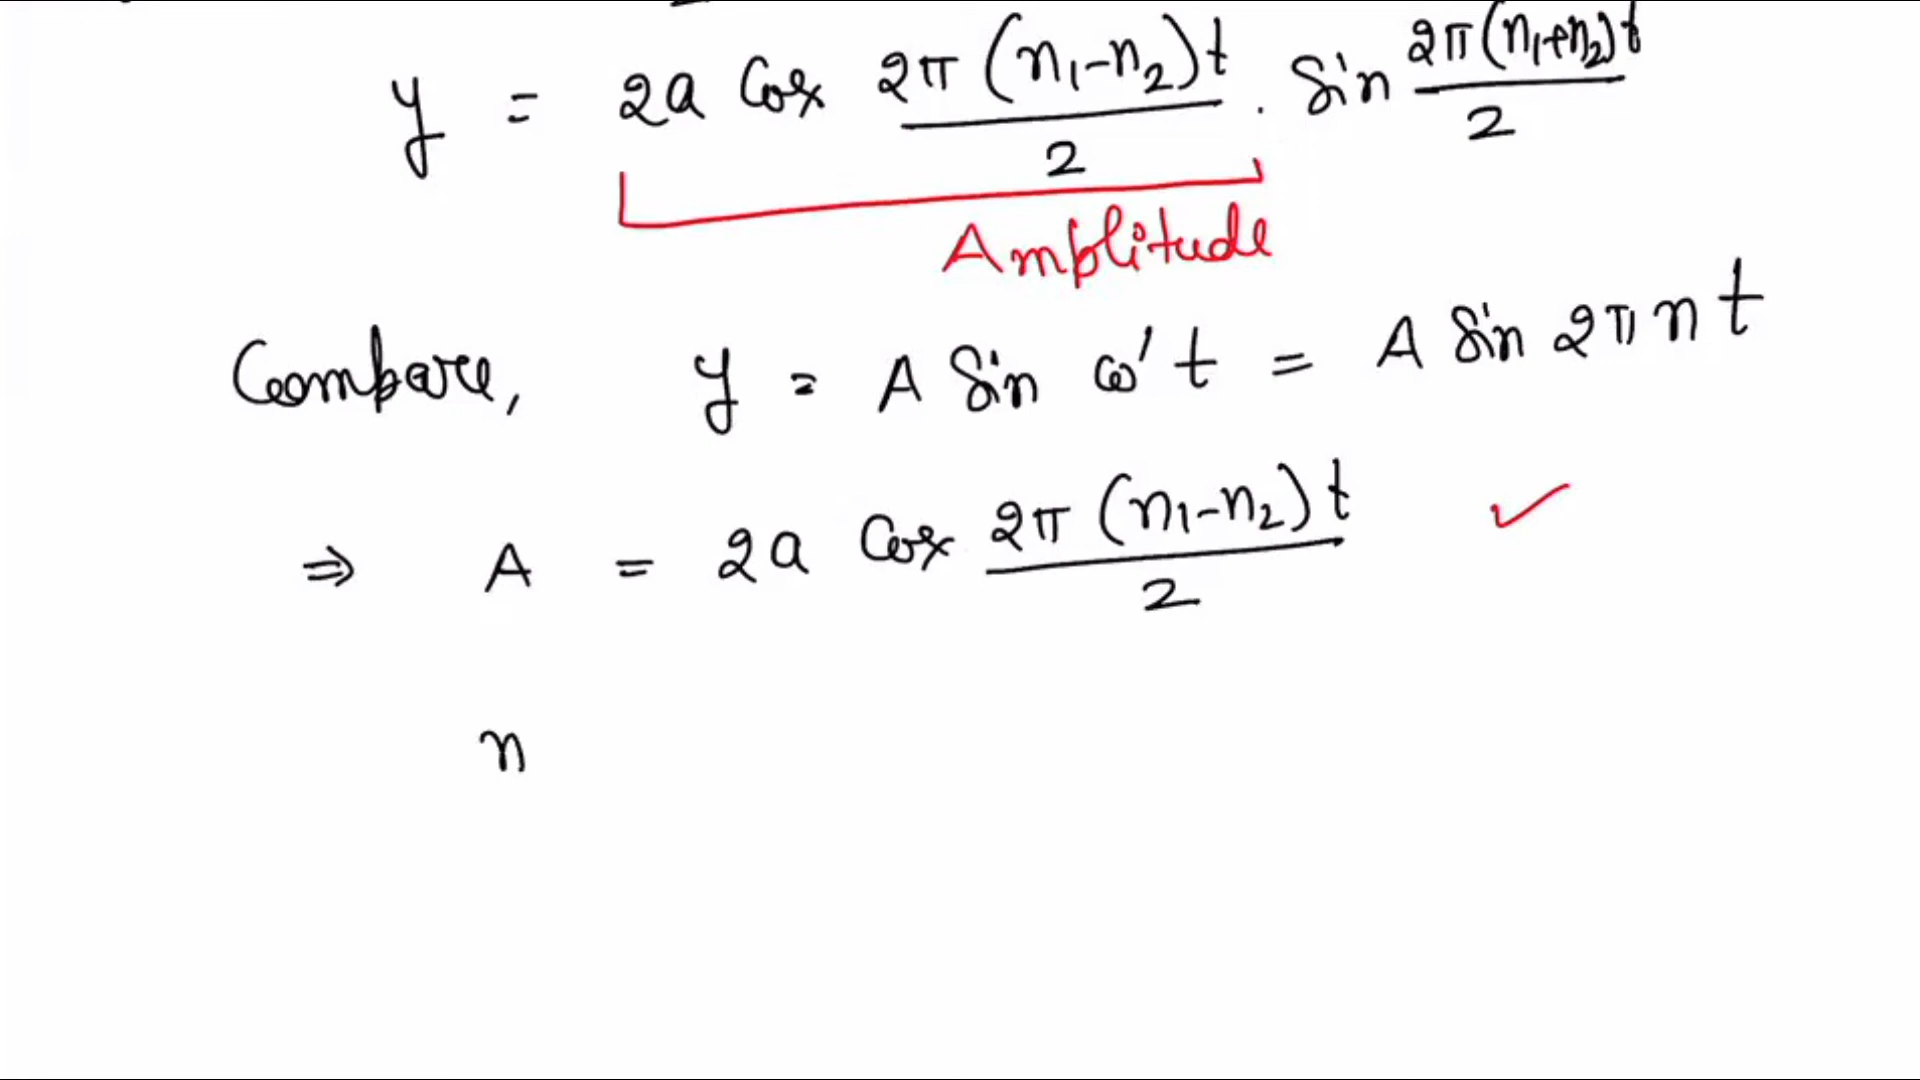 y = 2a Cos 2π (n₁-n₂)t / 2 . Sin 2π(n₁+n₂)t / 2
Amplitude
Compare, y = A Sin ω't = A Sin 2π n t
⇒ A = 2a Cos 2π (n₁-n₂)t / 2 ✓
n